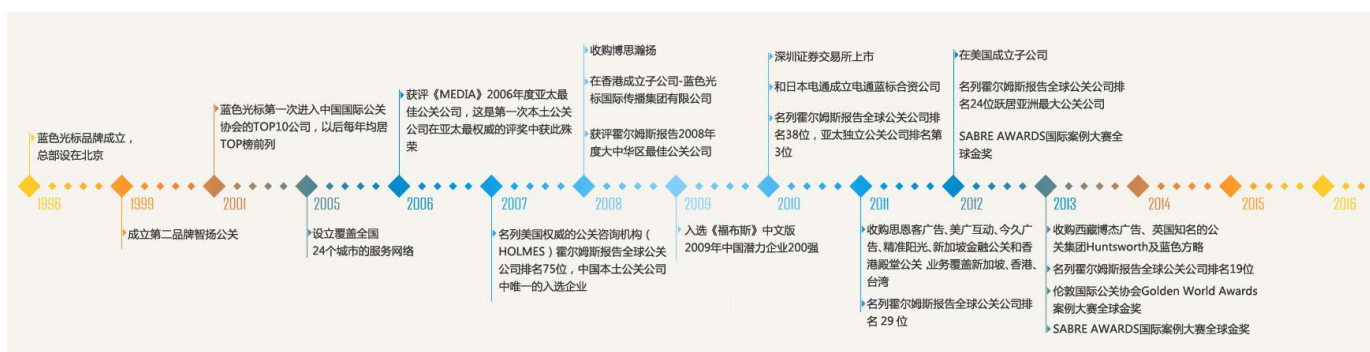 蓝色光标品牌成立，
总部设在北京
1996
1999
成立第二品牌智扬公关
蓝色光标第一次进入中国国际公关
协会的TOP10公司，以后每年均居
TOP榜前列
2001
2005
设立覆盖全国
24个城市的服务网络
获评《MEDIA》2006年度亚太最
佳公关公司，这是第一次本土公关
公司在亚太最权威的评奖中获此殊
荣
2006
2007
名列美国权威的公关咨询机构（
HOLMES）霍尔姆斯报告全球公关
公司排名75位，中国本土公关公司
中唯一的入选企业
收购博思瀚扬
在香港成立子公司-蓝色光
标国际传播集团有限公司
获评霍尔姆斯报告2008年
度大中华区最佳公关公司
2008
2009
入选《福布斯》中文版
2009年中国潜力企业200强
深圳证券交易所上市
和日本电通成立电通蓝标合资公司
名列霍尔姆斯报告全球公关公司排
名38位，亚太独立公关公司排名第
3位
2010
2011
收购思恩客广告、美广互动、今久广
告、精准阳光、新加坡金融公关和香
港殿堂公关,业务覆盖新加坡、香港、
台湾
名列霍尔姆斯报告全球公关公司排
名 29 位
在美国成立子公司
名列霍尔姆斯报告全球公关公司排
名24位跃居亚洲最大公关公司
SABRE AWARDS国际案例大赛全
球金奖
2012
2013
收购西藏博杰广告、英国知名的公
关集团Huntsworth及蓝色方略
名列霍尔姆斯报告全球公关公司排名19位
伦敦国际公关协会Golden World Awards
案例大赛全球金奖
SABRE AWARDS国际案例大赛全球金奖
2014
2015
2016